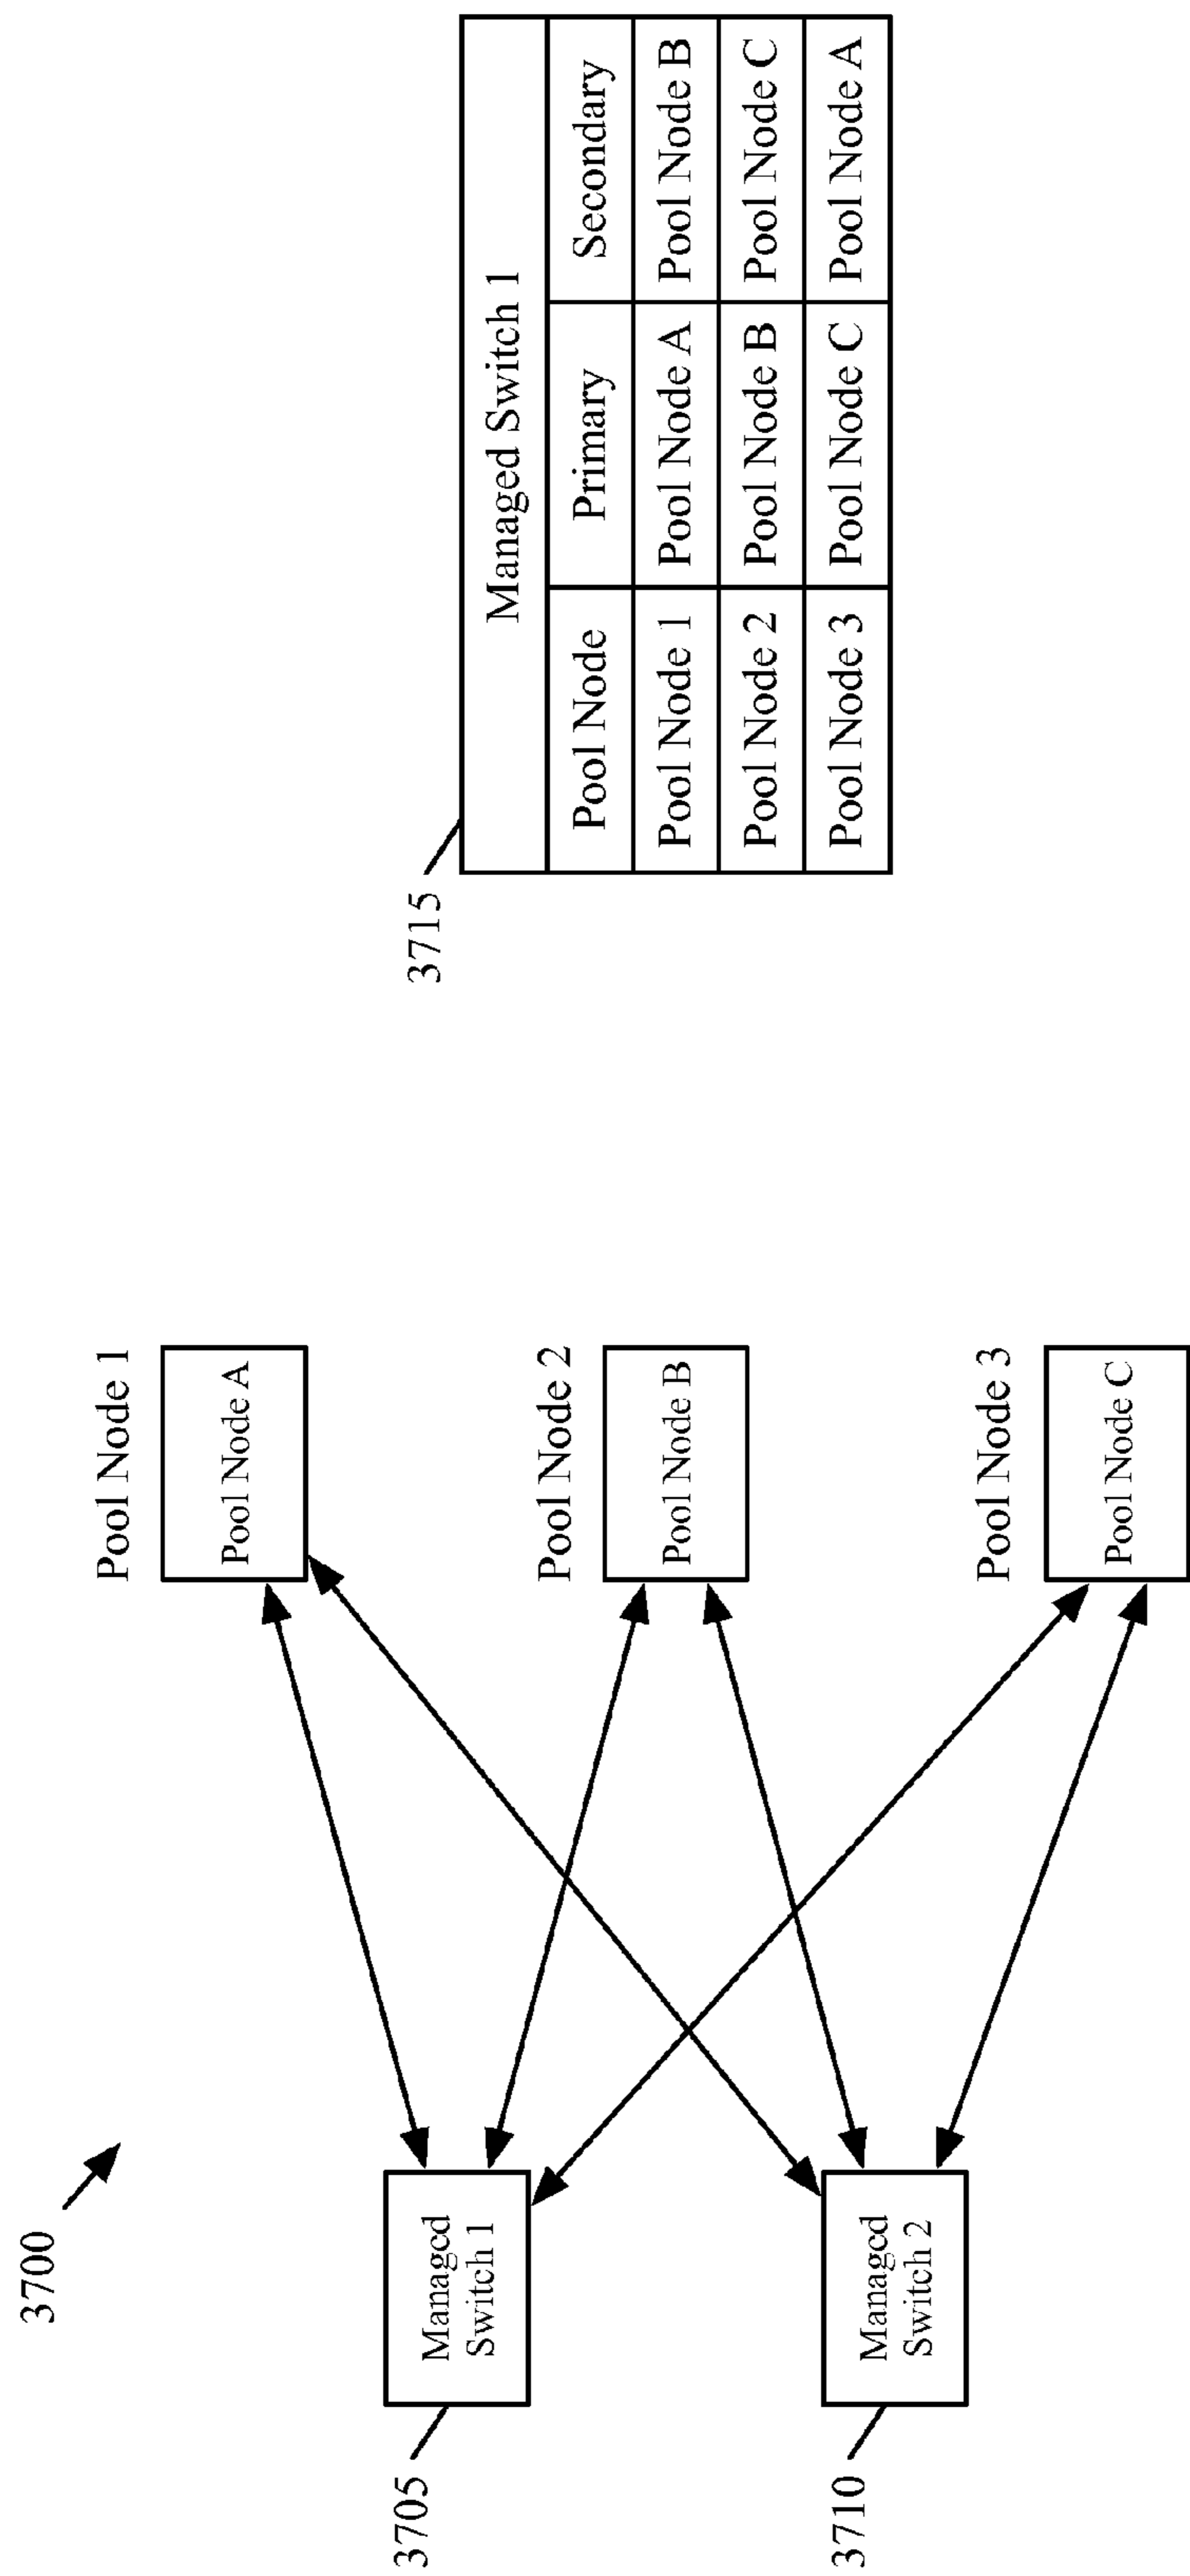 3700
Pool Node 1
Pool Node A
3705
Managed
Switch 1
Pool Node 2
Pool Node B
3710
Managed
Switch 2
Pool Node 3
Pool Node C
3715
Managed Switch 1
Pool Node Primary Secondary
Pool Node 1 Pool Node A Pool Node B
Pool Node 2 Pool Node B Pool Node C
Pool Node 3 Pool Node C Pool Node A